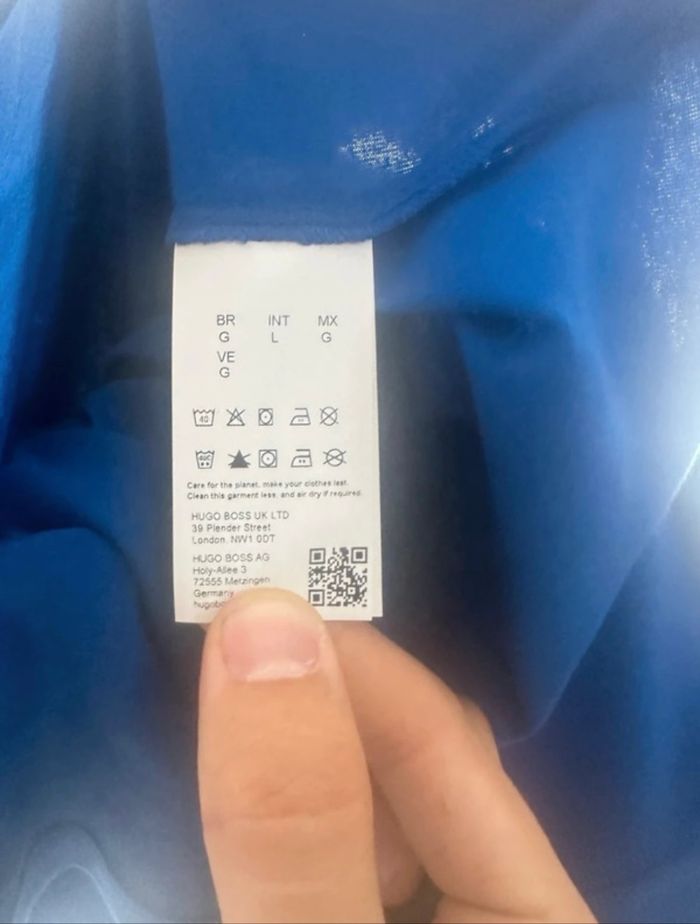 BR INT MX
G L G
VE
G
40
40C
Care for the planet, make your clothes last.
Clean this garment less, and air dry if required.
HUGO BOSS UK LTD
39 Plender Street
London, NW1 0DT
HUGO BOSS AG
Holy-Allee 3
72555 Metzingen
Germany